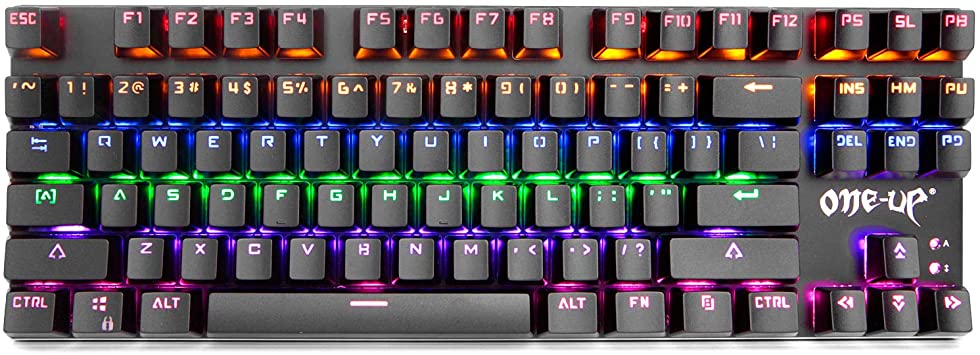 ESC F1 F2 F3 F4 F5 F6 F7 F8 F9 F10 F11 F12 PS SL PB
'~ 1! 2@ 3# 4$ 5% 6^ 7& 8* 9( 0) -- =+ INS HM PU
Q W E R T Y U I O P [{ ]} \¦ DEL END PD
[A] A S D F G H J K L ;: '" ONE-UP®
Z X C V B N M ,< .> /? A
CTRL ALT ALT FN CTRL